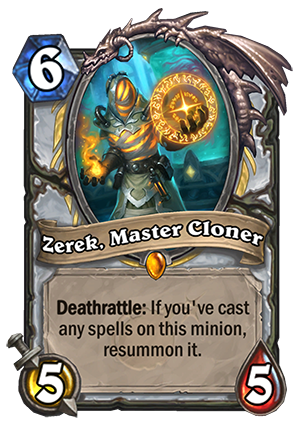 6
Zerek, Master Cloner
Deathrattle: If you've cast
any spells on this minion,
resummon it.
5
5